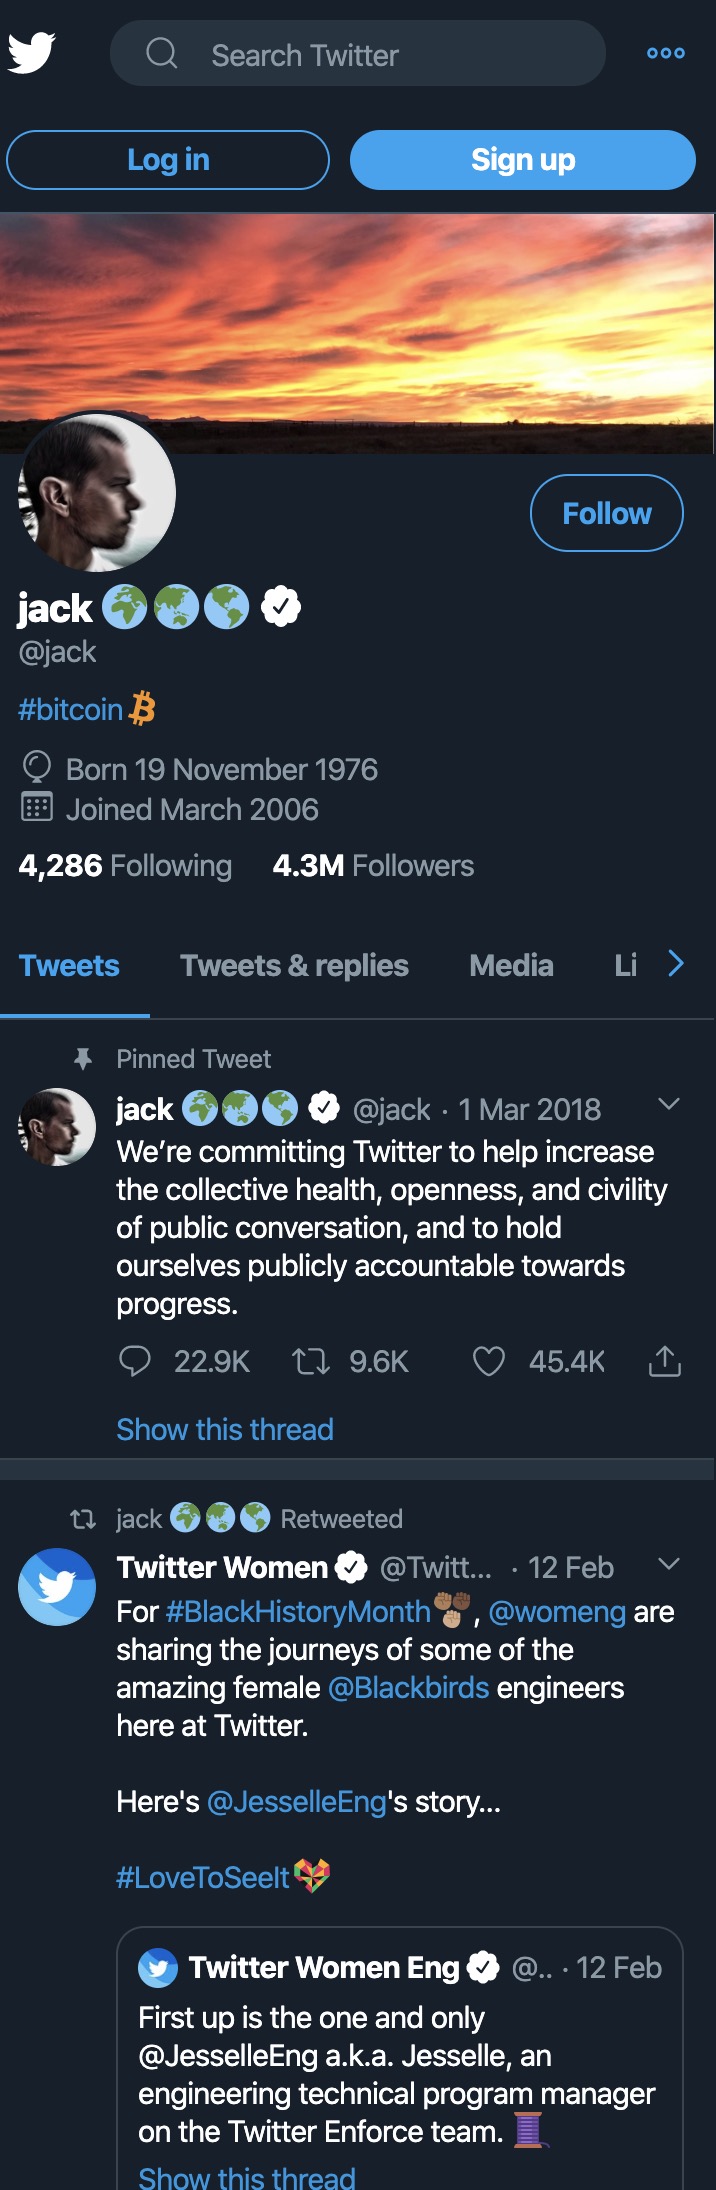 Search Twitter
Log in
Sign up
Follow
jack
@jack
#bitcoin
Born 19 November 1976
Joined March 2006
4,286 Following 4.3M Followers
Tweets Tweets & replies Media Li
Pinned Tweet
jack @jack · 1 Mar 2018
We're committing Twitter to help increase
the collective health, openness, and civility
of public conversation, and to hold
ourselves publicly accountable towards
progress.
22.9K 9.6K 45.4K
Show this thread
jack Retweeted
Twitter Women @Twitt... · 12 Feb
For #BlackHistoryMonth, @womeng are
sharing the journeys of some of the
amazing female @Blackbirds engineers
here at Twitter.
Here's @JesselleEng's story...
#LoveToSeeIt
Twitter Women Eng @.. · 12 Feb
First up is the one and only
@JesselleEng a.k.a. Jesselle, an
engineering technical program manager
on the Twitter Enforce team.
Show this thread